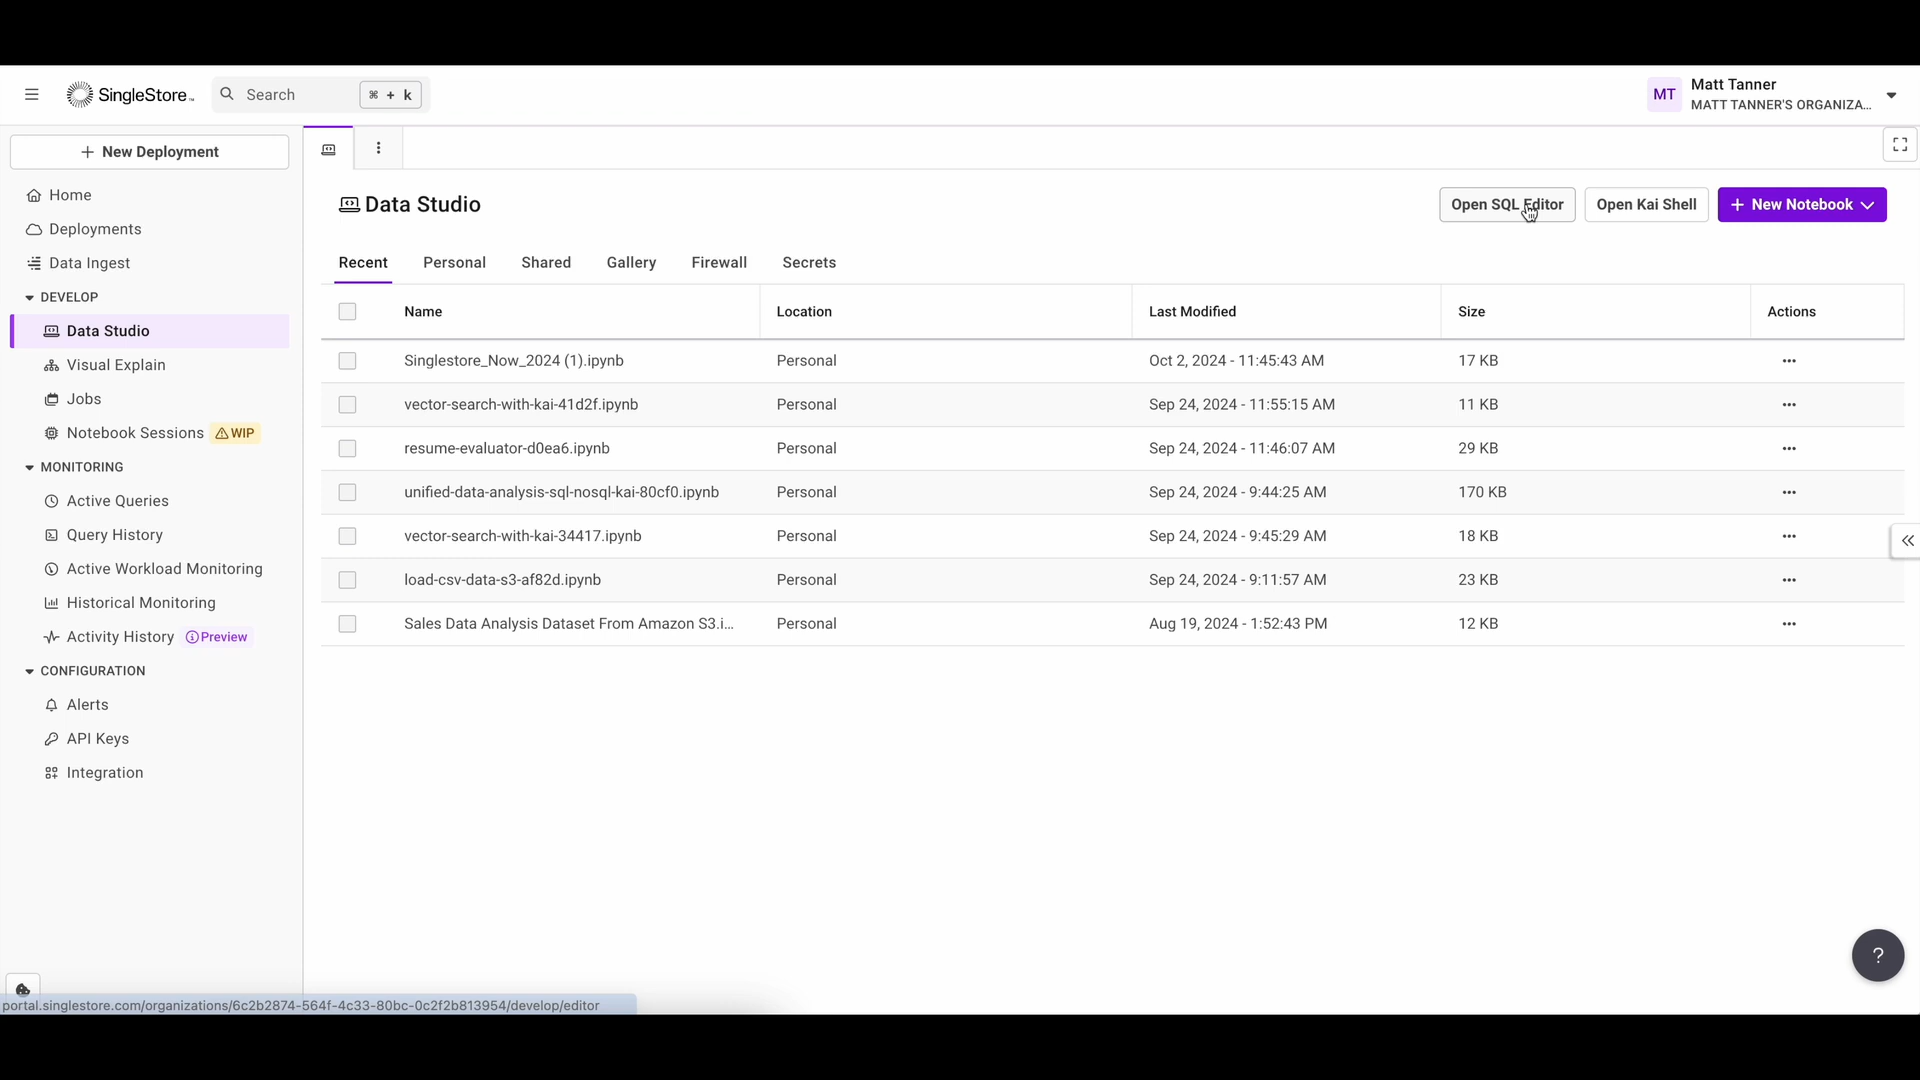 SingleStore
Search
⌘ + k
MT
Matt Tanner
MATT TANNER'S ORGANIZA...
+ New Deployment
Home
Deployments
Data Ingest
DEVELOP
Data Studio
Visual Explain
Jobs
Notebook Sessions WIP
MONITORING
Active Queries
Query History
Active Workload Monitoring
Historical Monitoring
Activity History Preview
CONFIGURATION
Alerts
API Keys
Integration
Data Studio
Open SQL Editor
Open Kai Shell
+ New Notebook
Recent Personal Shared Gallery Firewall Secrets
Name Location Last Modified Size Actions
Singlestore_Now_2024 (1).ipynb Personal Oct 2, 2024 - 11:45:43 AM 17 KB ...
vector-search-with-kai-41d2f.ipynb Personal Sep 24, 2024 - 11:55:15 AM 11 KB ...
resume-evaluator-d0ea6.ipynb Personal Sep 24, 2024 - 11:46:07 AM 29 KB ...
unified-data-analysis-sql-nosql-kai-80cf0.ipynb Personal Sep 24, 2024 - 9:44:25 AM 170 KB ...
vector-search-with-kai-34417.ipynb Personal Sep 24, 2024 - 9:45:29 AM 18 KB ...
load-csv-data-s3-af82d.ipynb Personal Sep 24, 2024 - 9:11:57 AM 23 KB ...
Sales Data Analysis Dataset From Amazon S3.i... Personal Aug 19, 2024 - 1:52:43 PM 12 KB ...
?
portal.singlestore.com/organizations/6c2b2874-564f-4c33-80bc-0c2f2b813954/develop/editor